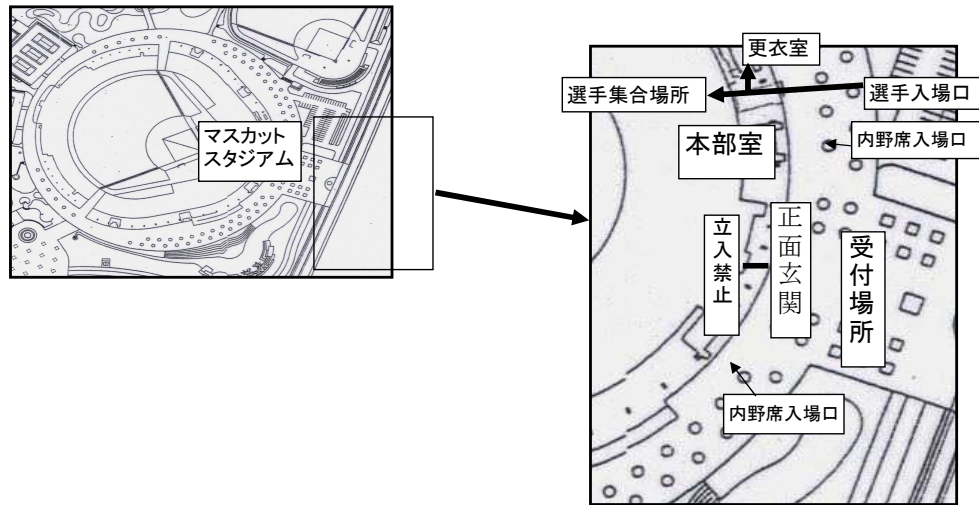 マスカット
スタジアム
更衣室
選手集合場所
選手入場口
本部室
内野席入場口
立入禁止
正面玄関
受付場所
内野席入場口